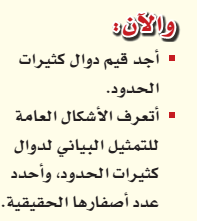 والآن:
▪ أجد قيم دوال كثيرات
الحدود.
▪ أتعرف الأشكال العامة
للتمثيل البياني لدوال
كثيرات الحدود، وأحدد
عدد أصفارها الحقيقية.